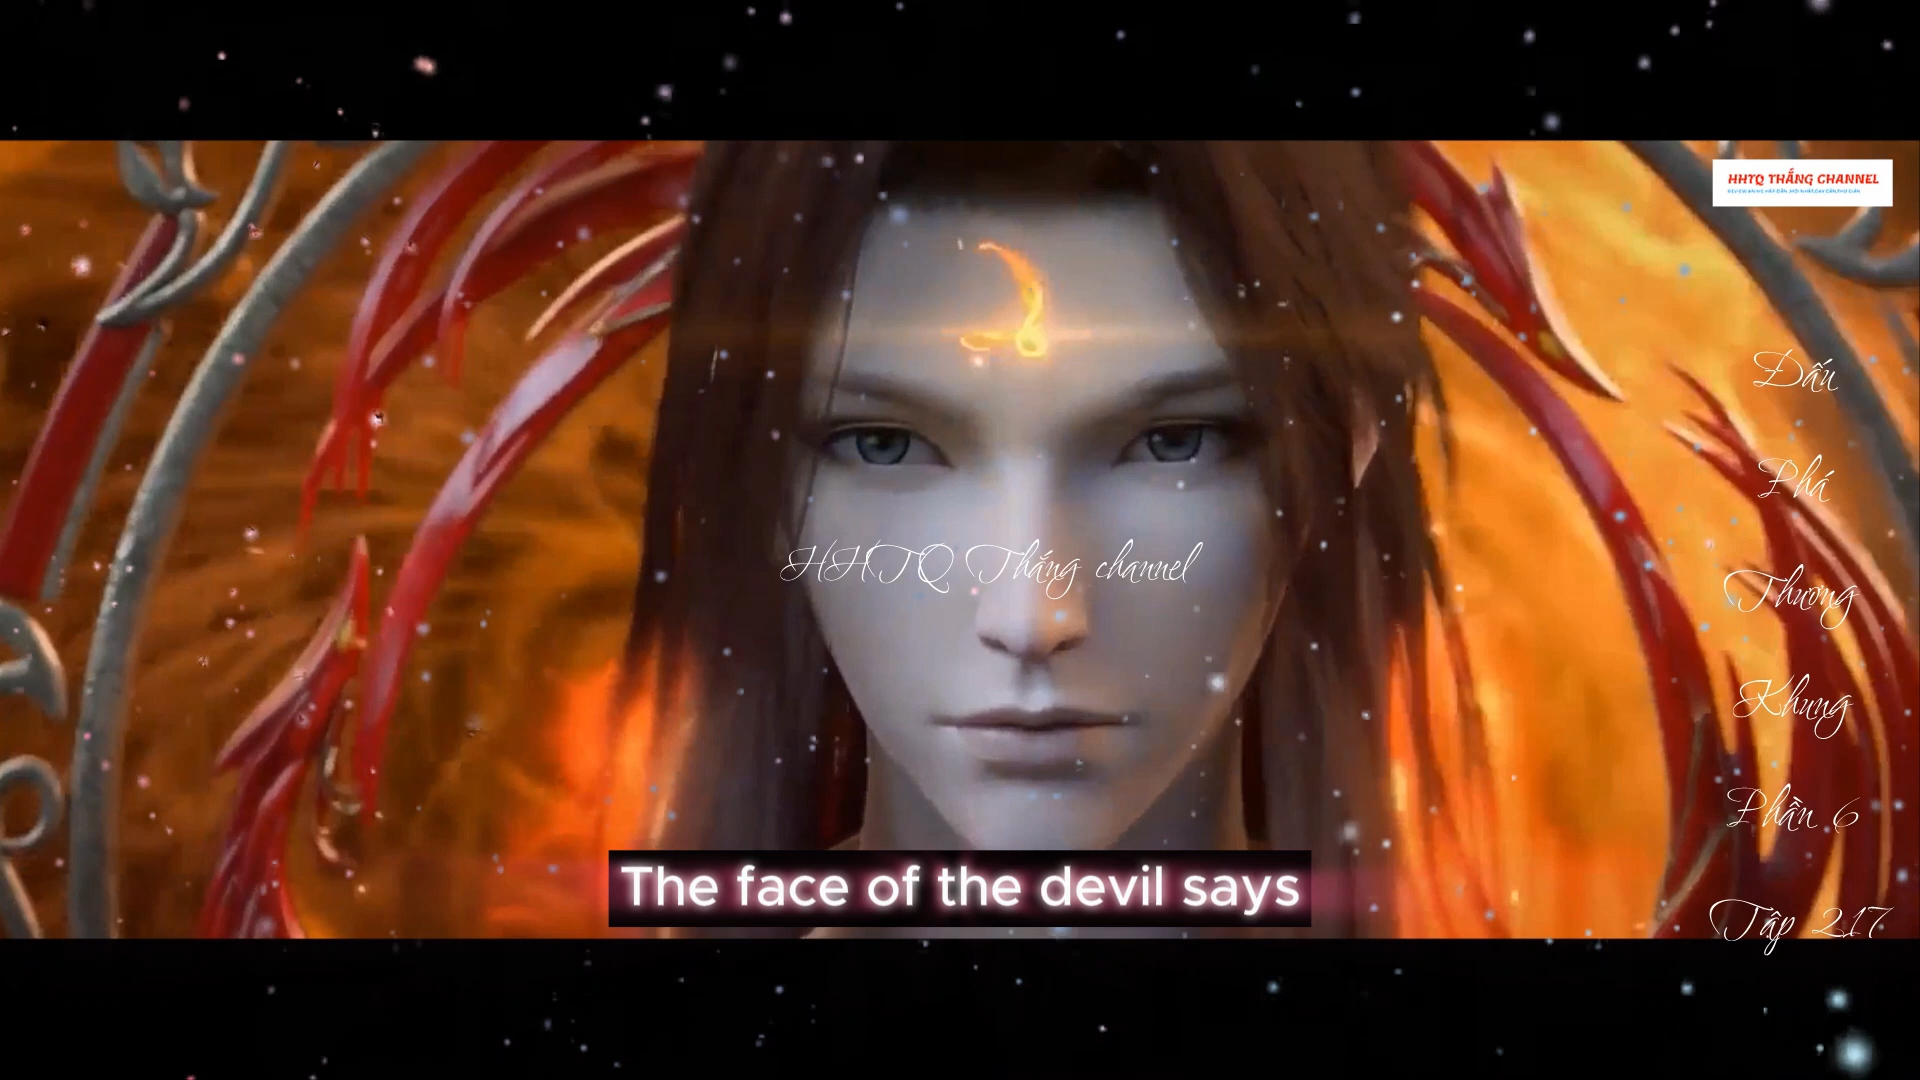 HHTQ THẮNG CHANNEL
Đấu
Phá
HHTQ Thắng channel
Thương
Khung
Phần 6
The face of the devil says
Tập 217